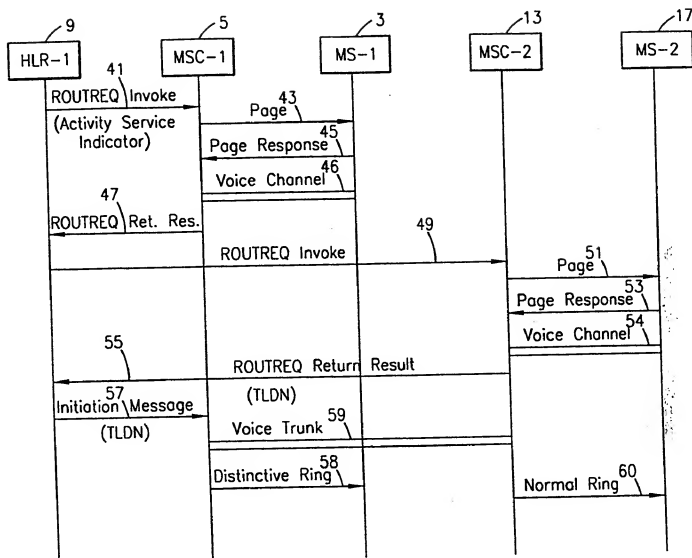 9
5
3
13
17
HLR-1
MSC-1
MS-1
MSC-2
MS-2
41
ROUTREQ Invoke
(Activity Service
Indicator)
43
Page
45
Page Response
46
Voice Channel
47
ROUTREQ Ret. Res.
49
ROUTREQ Invoke
51
Page
53
Page Response
54
Voice Channel
55
ROUTREQ Return Result
(TLDN)
57
Initiation Message
(TLDN)
59
Voice Trunk
58
Distinctive Ring
60
Normal Ring